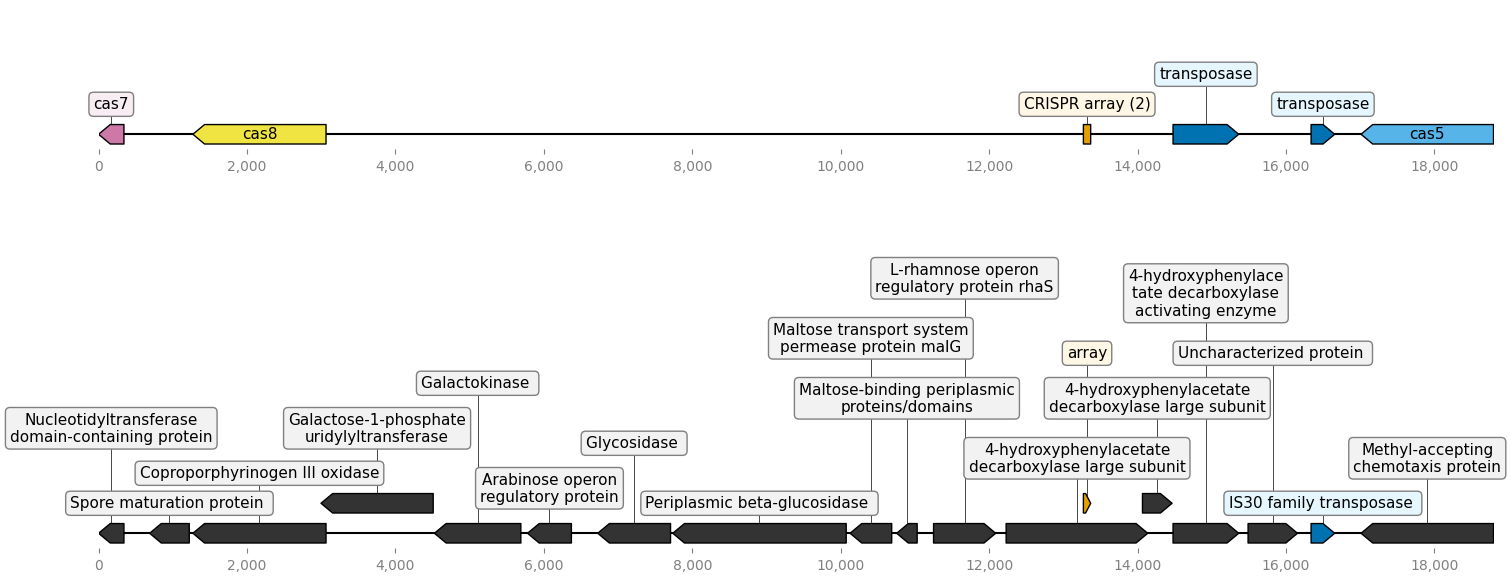 transposase
cas7
CRISPR array (2)
transposase
cas8
cas5
0
2,000
4,000
6,000
8,000
10,000
12,000
14,000
16,000
18,000
L-rhamnose operon
regulatory protein rhaS
4-hydroxyphenylace
tate decarboxylase
activating enzyme
Maltose transport system
permease protein malG
array
Uncharacterized protein
Galactokinase
Maltose-binding periplasmic
proteins/domains
4-hydroxyphenylacetate
decarboxylase large subunit
Nucleotidyltransferase
domain-containing protein
Galactose-1-phosphate
uridylyltransferase
Glycosidase
4-hydroxyphenylacetate
decarboxylase large subunit
Methyl-accepting
chemotaxis protein
Coproporphyrinogen III oxidase
Arabinose operon
regulatory protein
Spore maturation protein
Periplasmic beta-glucosidase
IS30 family transposase
0
2,000
4,000
6,000
8,000
10,000
12,000
14,000
16,000
18,000